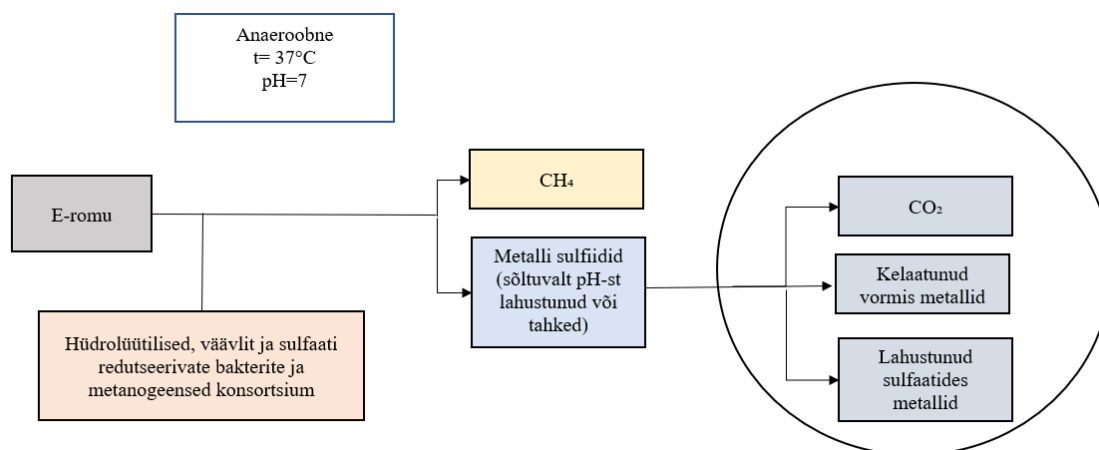 Anaeroobne
t= 37°C
pH=7
E-romu
CH₄
Metalli sulfiidid
(sõltuvalt pH-st
lahustunud või
tahked)
Hüdrolüütilised, väävlit ja sulfaati
redutseerivate bakterite ja
metanogeensed konsortsium
CO₂
Kelaatunud
vormis metallid
Lahustunud
sulfaatides
metallid